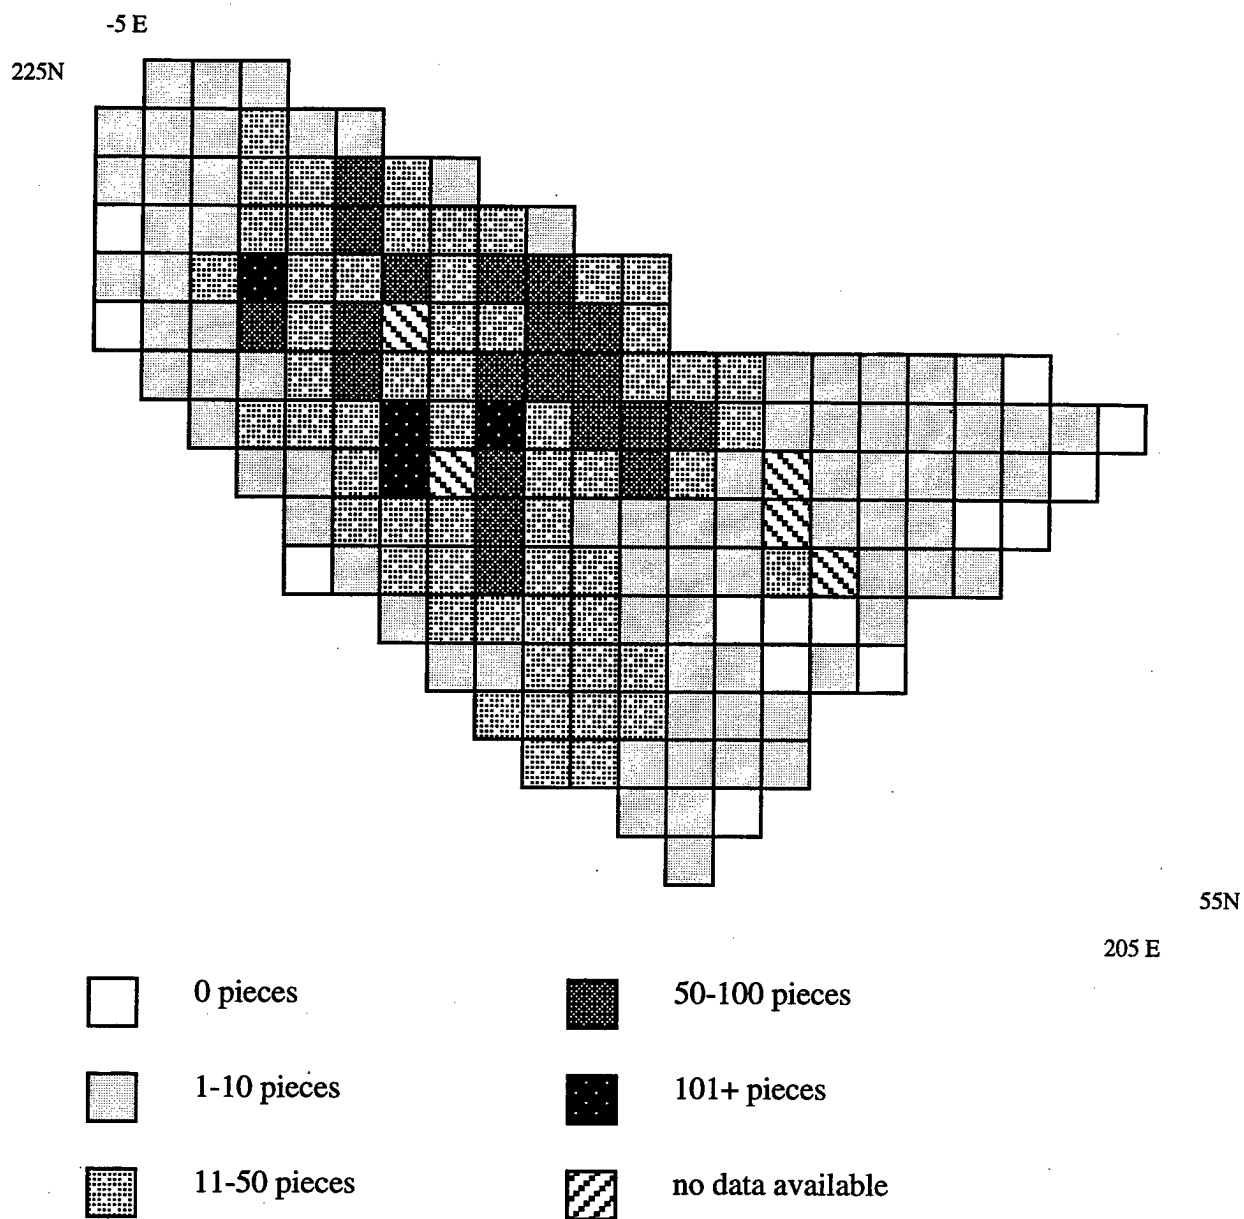 -5 E
225N
55N
205 E
0 pieces
50-100 pieces
1-10 pieces
101+ pieces
11-50 pieces
no data available